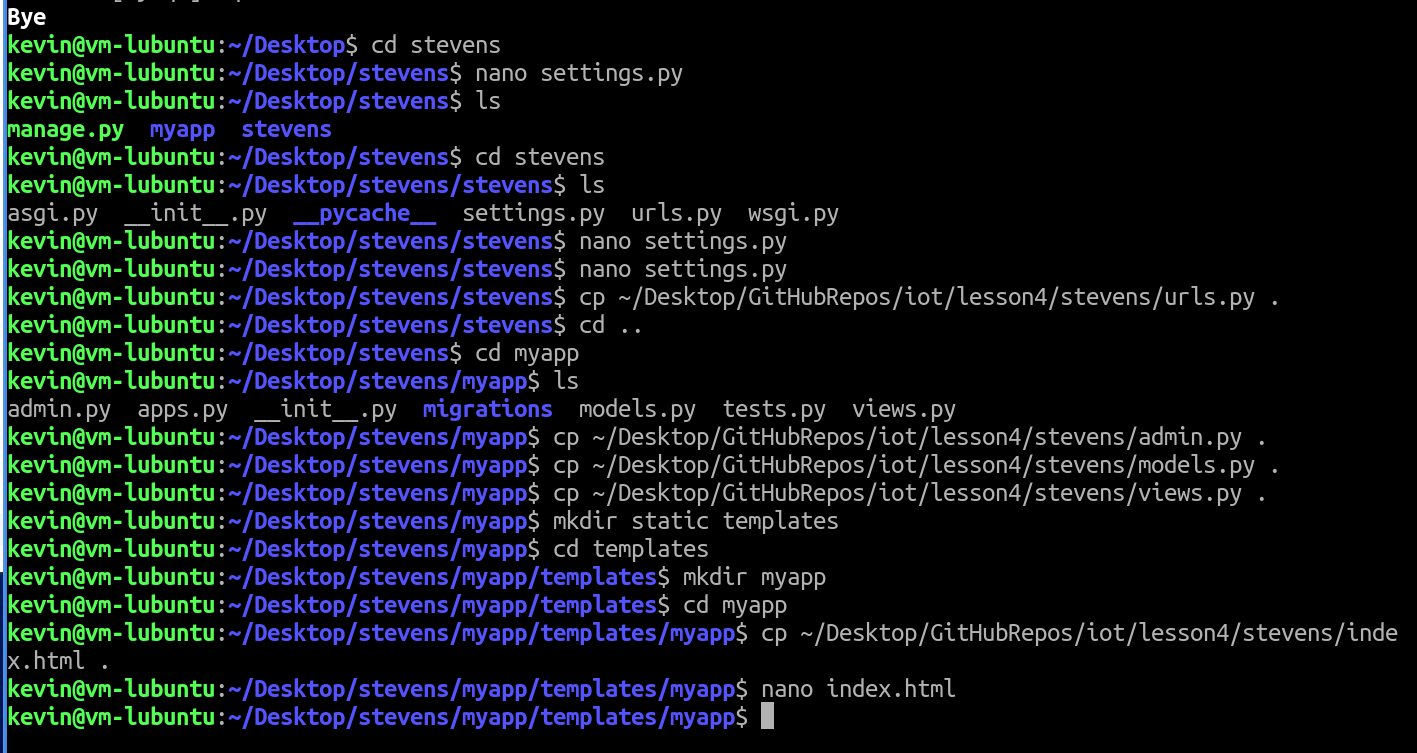 Bye
kevin@vm-lubuntu:~/Desktop$ cd stevens
kevin@vm-lubuntu:~/Desktop/stevens$ nano settings.py
kevin@vm-lubuntu:~/Desktop/stevens$ ls
manage.py  myapp  stevens
kevin@vm-lubuntu:~/Desktop/stevens$ cd stevens
kevin@vm-lubuntu:~/Desktop/stevens/stevens$ ls
asgi.py  __init__.py  __pycache__  settings.py  urls.py  wsgi.py
kevin@vm-lubuntu:~/Desktop/stevens/stevens$ nano settings.py
kevin@vm-lubuntu:~/Desktop/stevens/stevens$ nano settings.py
kevin@vm-lubuntu:~/Desktop/stevens/stevens$ cp ~/Desktop/GitHubRepos/iot/lesson4/stevens/urls.py .
kevin@vm-lubuntu:~/Desktop/stevens/stevens$ cd ..
kevin@vm-lubuntu:~/Desktop/stevens$ cd myapp
kevin@vm-lubuntu:~/Desktop/stevens/myapp$ ls
admin.py  apps.py  __init__.py  migrations  models.py  tests.py  views.py
kevin@vm-lubuntu:~/Desktop/stevens/myapp$ cp ~/Desktop/GitHubRepos/iot/lesson4/stevens/admin.py .
kevin@vm-lubuntu:~/Desktop/stevens/myapp$ cp ~/Desktop/GitHubRepos/iot/lesson4/stevens/models.py .
kevin@vm-lubuntu:~/Desktop/stevens/myapp$ cp ~/Desktop/GitHubRepos/iot/lesson4/stevens/views.py .
kevin@vm-lubuntu:~/Desktop/stevens/myapp$ mkdir static templates
kevin@vm-lubuntu:~/Desktop/stevens/myapp$ cd templates
kevin@vm-lubuntu:~/Desktop/stevens/myapp/templates$ mkdir myapp
kevin@vm-lubuntu:~/Desktop/stevens/myapp/templates$ cd myapp
kevin@vm-lubuntu:~/Desktop/stevens/myapp/templates/myapp$ cp ~/Desktop/GitHubRepos/iot/lesson4/stevens/inde
x.html .
kevin@vm-lubuntu:~/Desktop/stevens/myapp/templates/myapp$ nano index.html
kevin@vm-lubuntu:~/Desktop/stevens/myapp/templates/myapp$